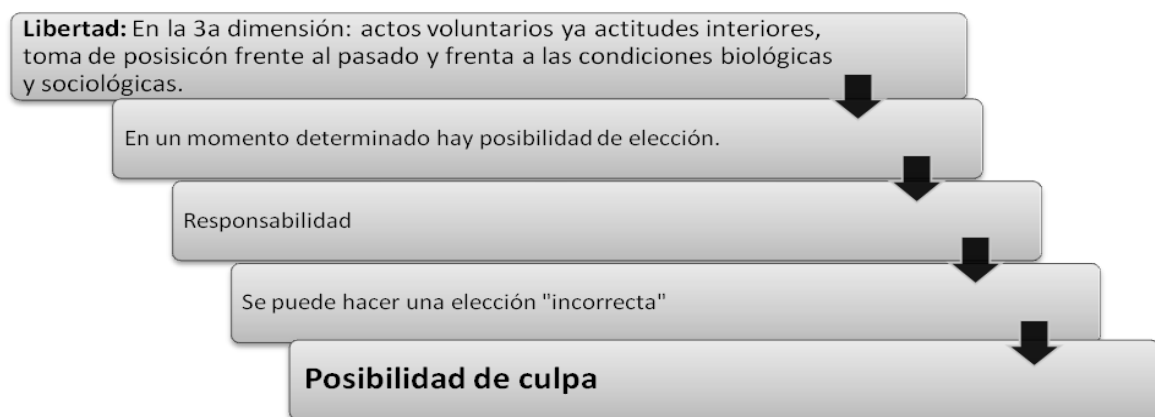 Libertad: En la 3a dimensión: actos voluntarios ya actitudes interiores,
toma de posisicón frente al pasado y frenta a las condiciones biológicas
y sociológicas.
En un momento determinado hay posibilidad de elección.
Responsabilidad
Se puede hacer una elección "incorrecta"
Posibilidad de culpa